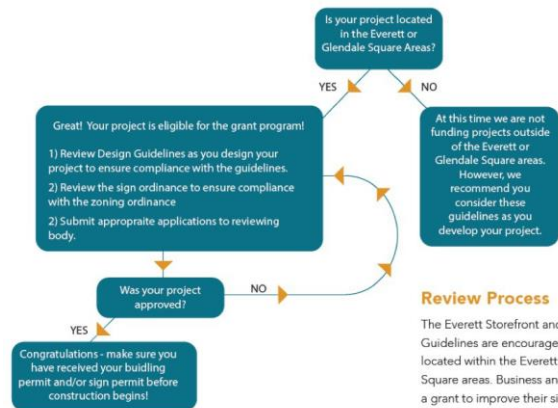 Is your project located
in the Everett or
Glendale Square Areas?
YES
NO
Great! Your project is eligible for the grant program!
1) Review Design Guidelines as you design your
project to ensure compliance with the guidelines.
2) Review the sign ordinance to ensure compliance
with the zoning ordinance
2) Submit appropraite applications to reviewing
body.
At this time we are not
funding projects outside
of the Everett or
Glendale Square areas.
However, we
recommend you
consider these
guidelines as you
develop your project.
Was your project
approved?
NO
YES
Congratulations - make sure you
have received your buidling
permit and/or sign permit before
construction begins!
Review Process
The Everett Storefront and
Guidelines are encourage
located within the Everett
Square areas. Business an
a grant to improve their si